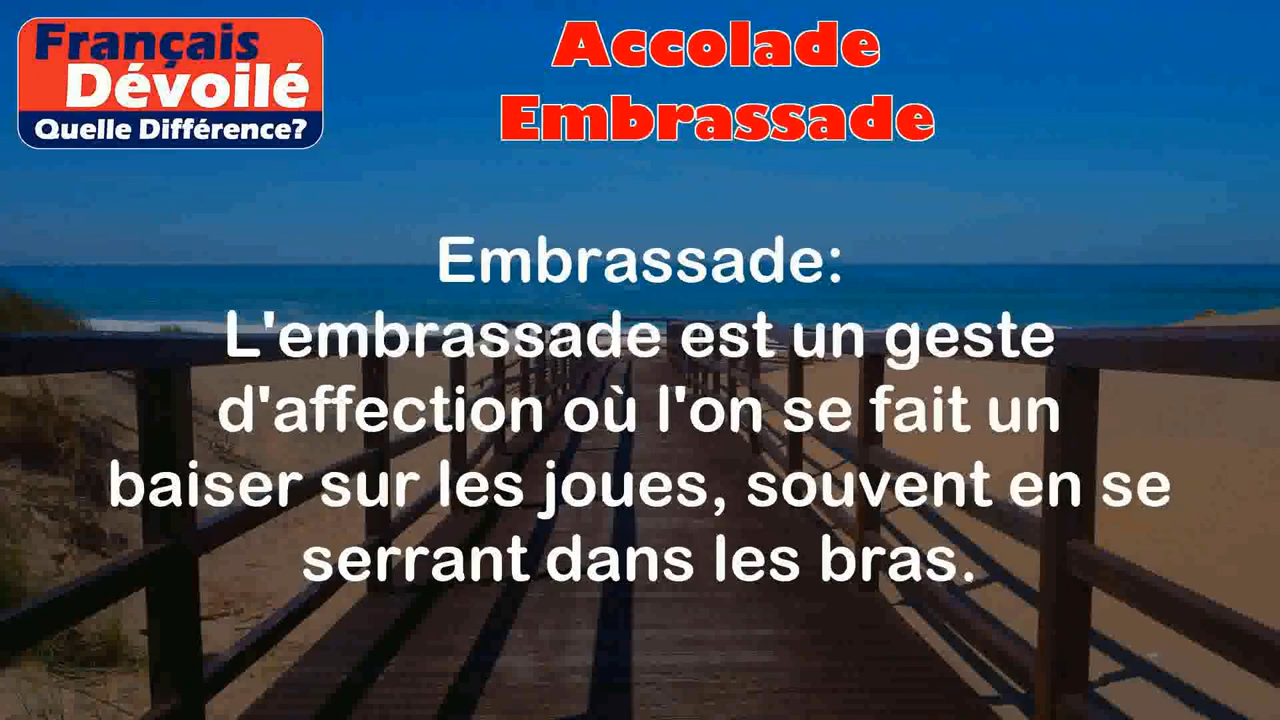 Français
Dévoilé
Quelle Différence?
Accolade
Embrassade
Embrassade:
L'embrassade est un geste
d'affection où l'on se fait un
baiser sur les joues, souvent en se
serrant dans les bras.